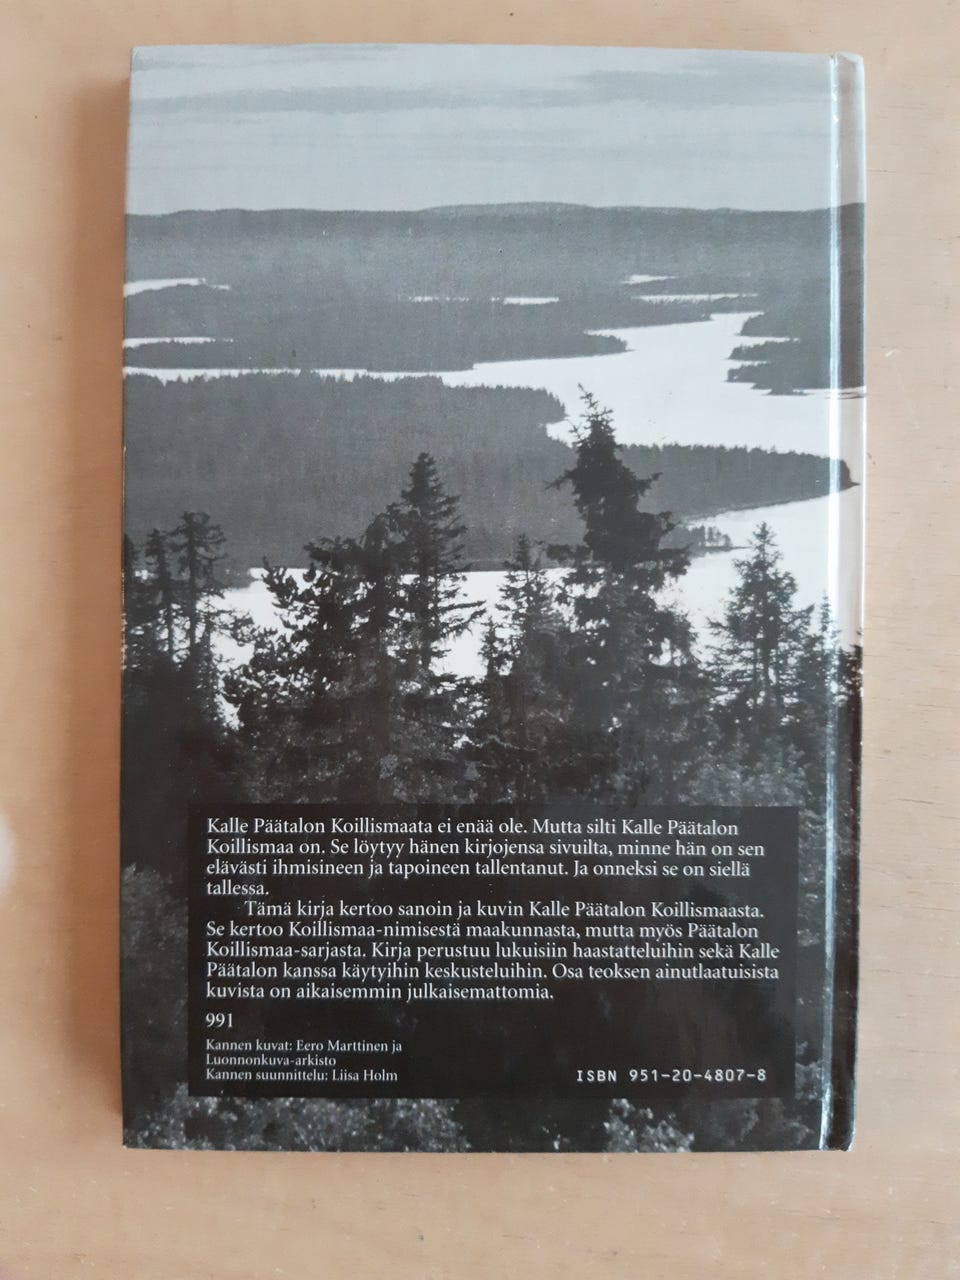 Kalle Päätalon Koillismaata ei enää ole. Mutta silti Kalle Päätalon
Koillismaa on. Se löytyy hänen kirjojensa sivuilta, minne hän on sen
elävästi ihmisineen ja tapoineen tallentanut. Ja onneksi se on siellä
tallessa.
Tämä kirja kertoo sanoin ja kuvin Kalle Päätalon Koillismaasta.
Se kertoo Koillismaa-nimisestä maakunnasta, mutta myös Päätalon
Koillismaa-sarjasta. Kirja perustuu lukuisiin haastatteluihin sekä Kalle
Päätalon kanssa käytyihin keskusteluihin. Osa teoksen ainutlaatuisista
kuvista on aikaisemmin julkaisemattomia.
991
Kannen kuvat: Eero Marttinen ja
Luonnonkuva-arkisto
Kannen suunnittelu: Liisa Holm
ISBN 951-20-4807-8